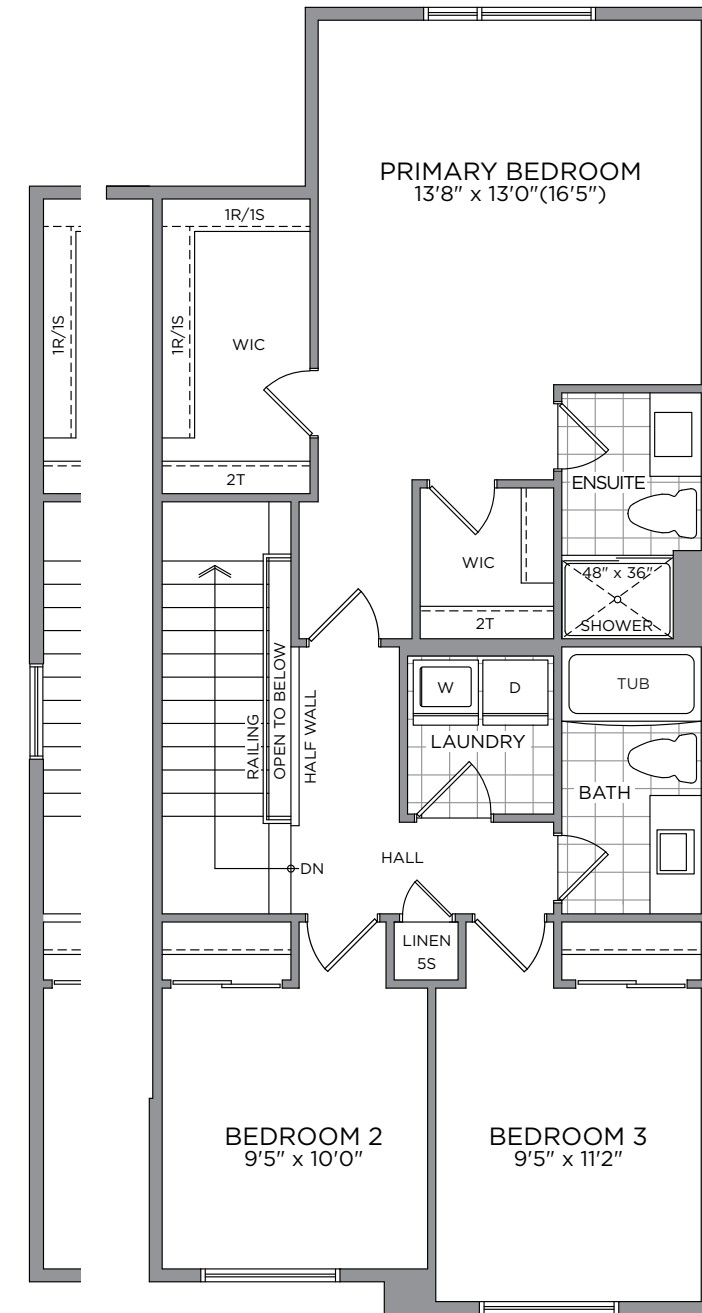 PRIMARY BEDROOM
13'8" x 13'0"(16'5")
1R/1S
1R/1S
1R/1S
WIC
2T
ENSUITE
WIC
2T
48" x 36"
SHOWER
W
D
LAUNDRY
TUB
BATH
RAILING
OPEN TO BELOW
HALF WALL
HALL
DN
LINEN
5S
BEDROOM 2
9'5" x 10'0"
BEDROOM 3
9'5" x 11'2"